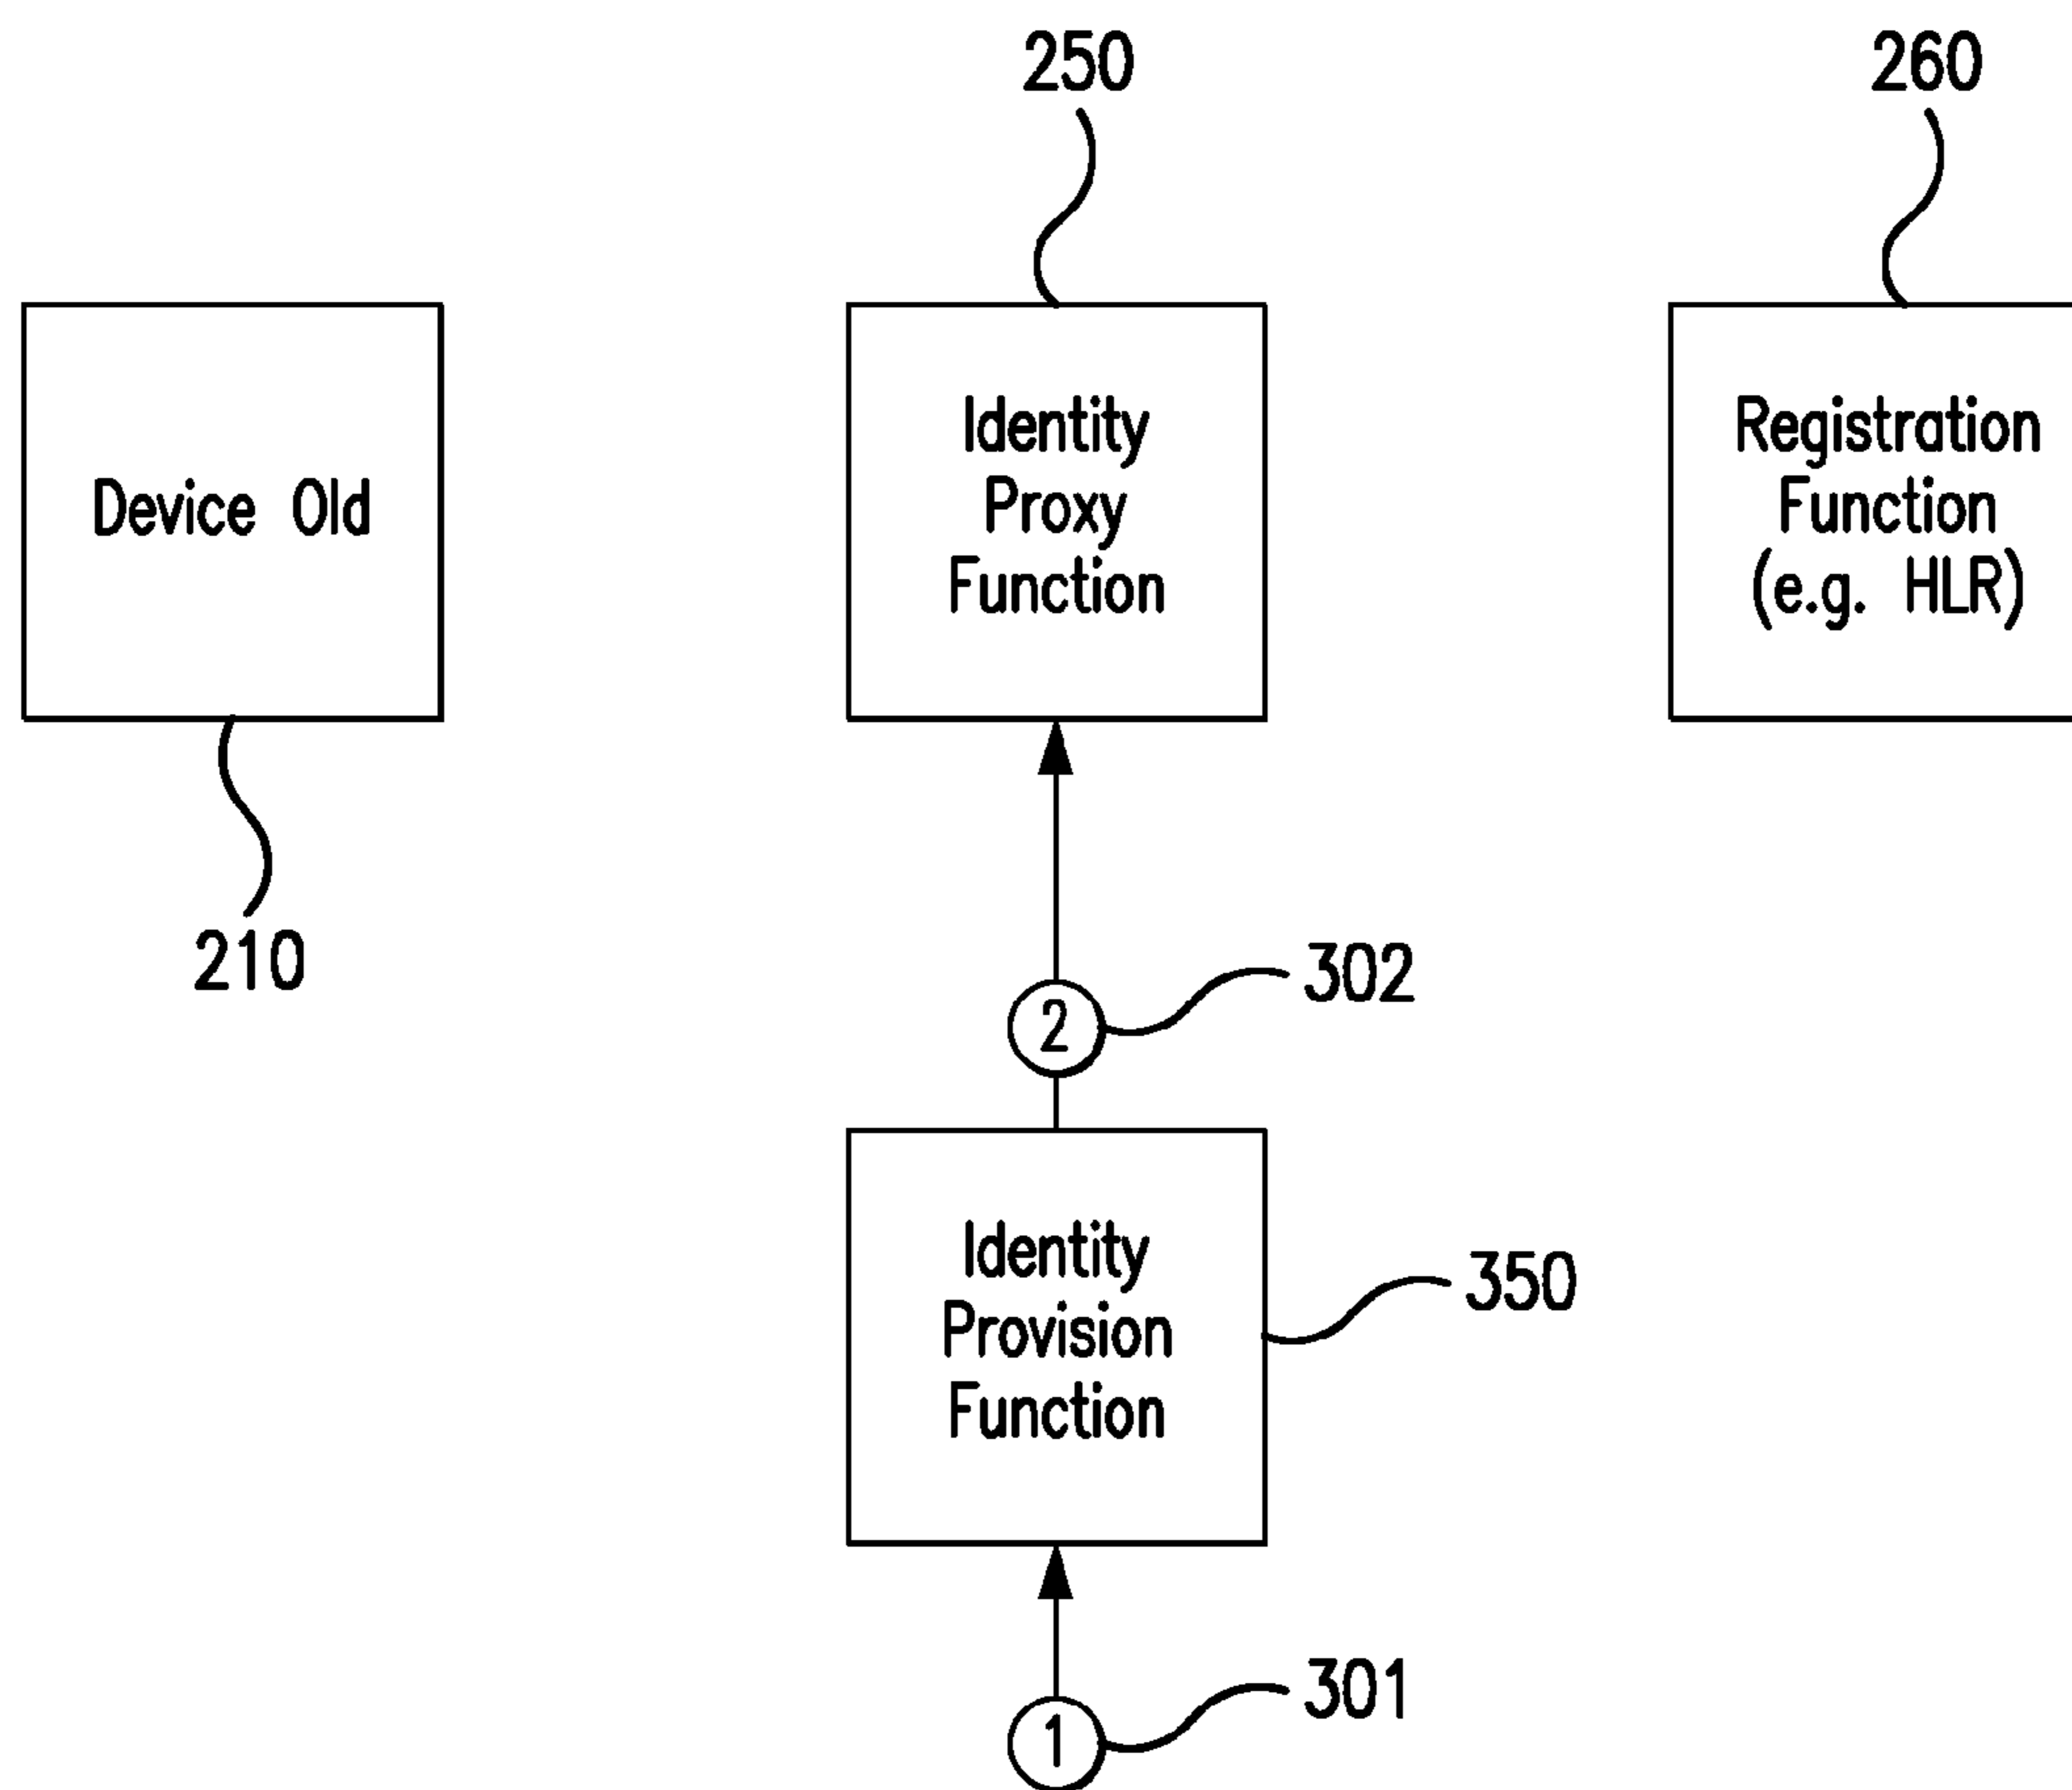 250
260
Device Old
Identity
Proxy
Function
Registration
Function
(e.g. HLR)
210
302
2
Identity
Provision
Function
350
301
1